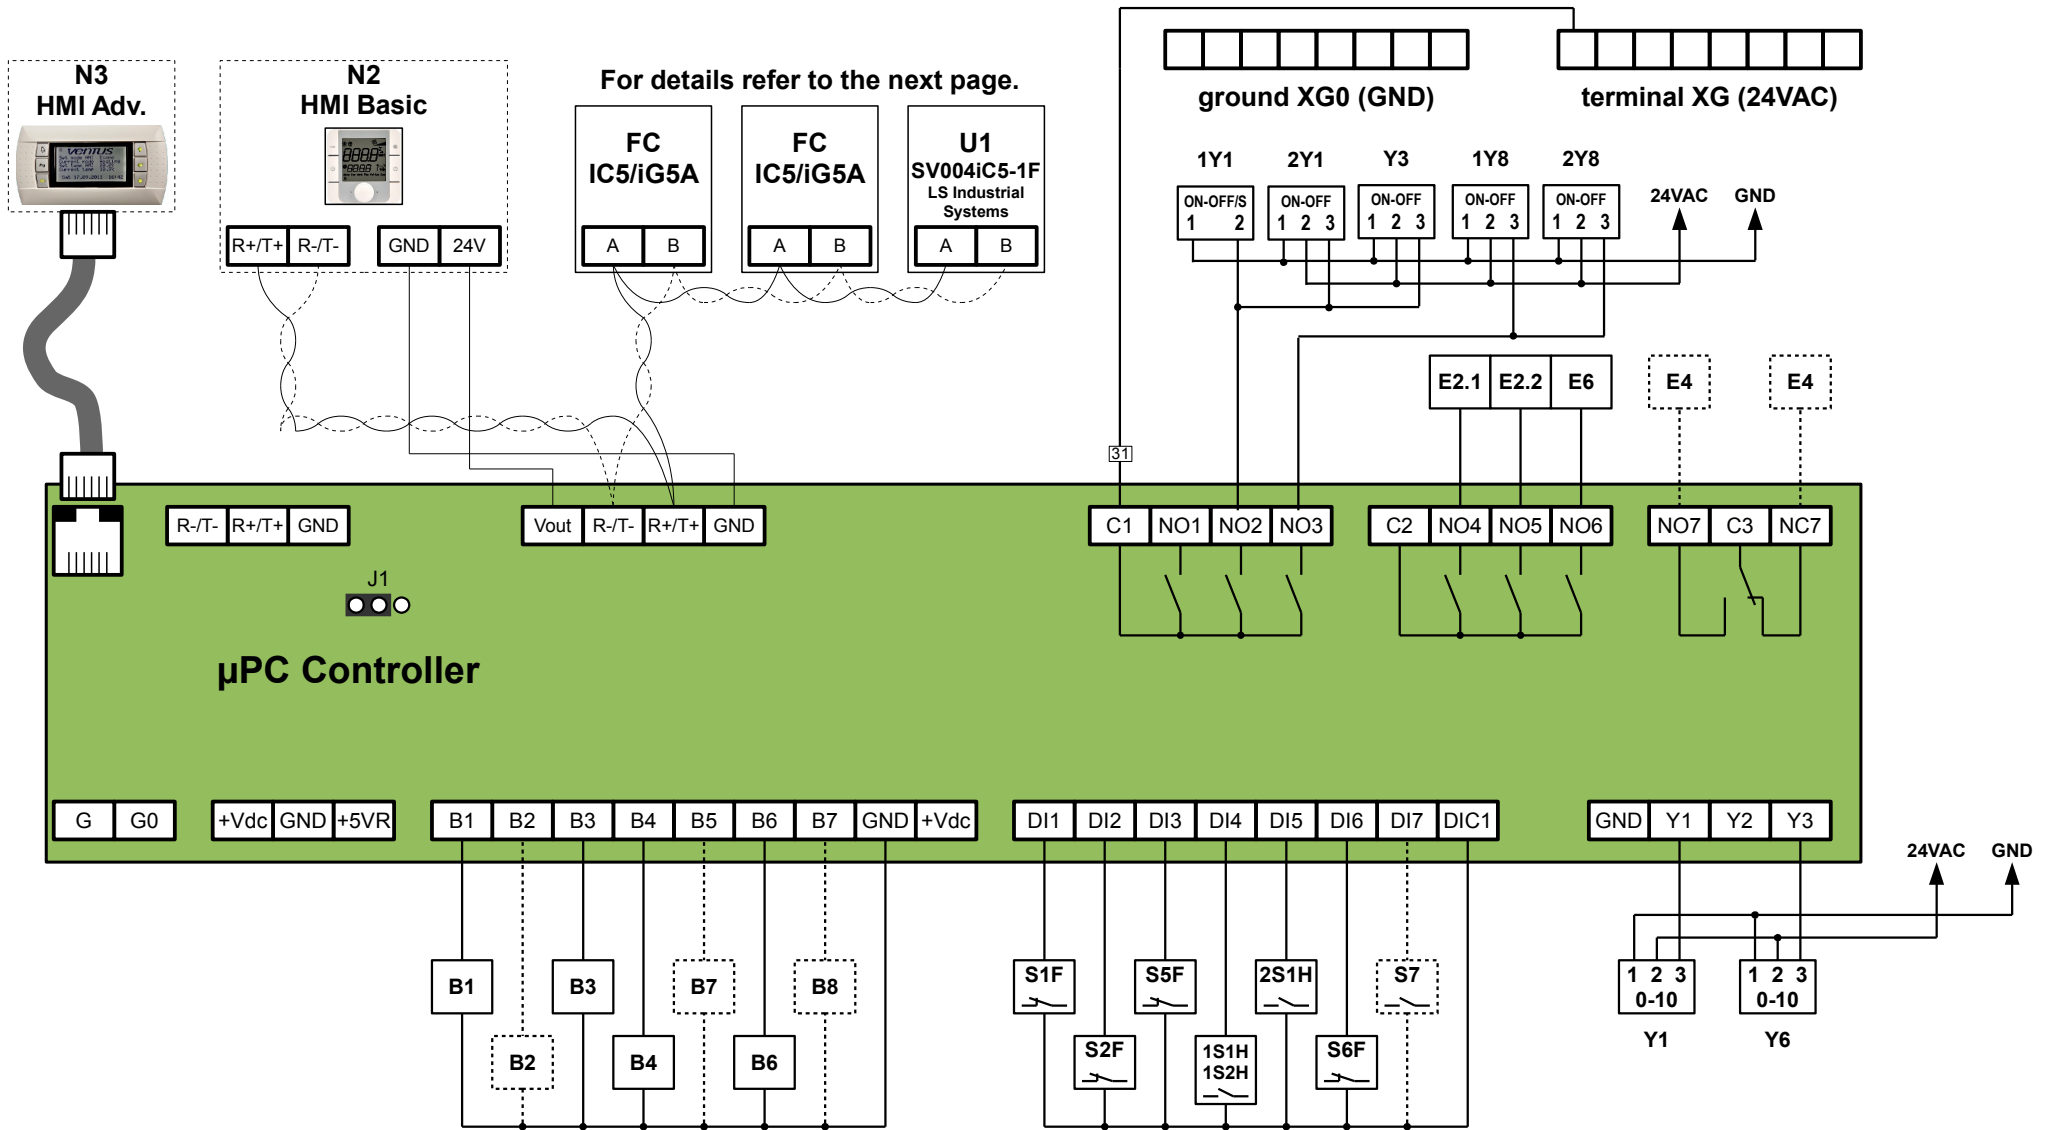 N3
HMI Adv.
VENTUS
N2
HMI Basic
R+/T+ R-/T- GND 24V
For details refer to the next page.
FC
IC5/iG5A
A B
FC
IC5/iG5A
A B
U1
SV004iC5-1F
LS Industrial
Systems
A B
ground XG0 (GND)
terminal XG (24VAC)
1Y1 2Y1 Y3 1Y8 2Y8
ON-OFF/S ON-OFF ON-OFF ON-OFF ON-OFF
1 2 1 2 3 1 2 3 1 2 3 1 2 3
24VAC GND
E2.1 E2.2 E6 E4 E4
31
R-/T- R+/T+ GND
Vout R-/T- R+/T+ GND
C1 NO1 NO2 NO3
C2 NO4 NO5 NO6
NO7 C3 NC7
J1
µPC Controller
G G0
+Vdc GND +5VR
B1 B2 B3 B4 B5 B6 B7 GND +Vdc
DI1 DI2 DI3 DI4 DI5 DI6 DI7 DIC1
GND Y1 Y2 Y3
24VAC GND
B1 B3 B7 B8
B2 B4 B6
S1F S5F 2S1H S7
S2F 1S1H S6F
1S2H
1 2 3 1 2 3
0-10 0-10
Y1 Y6